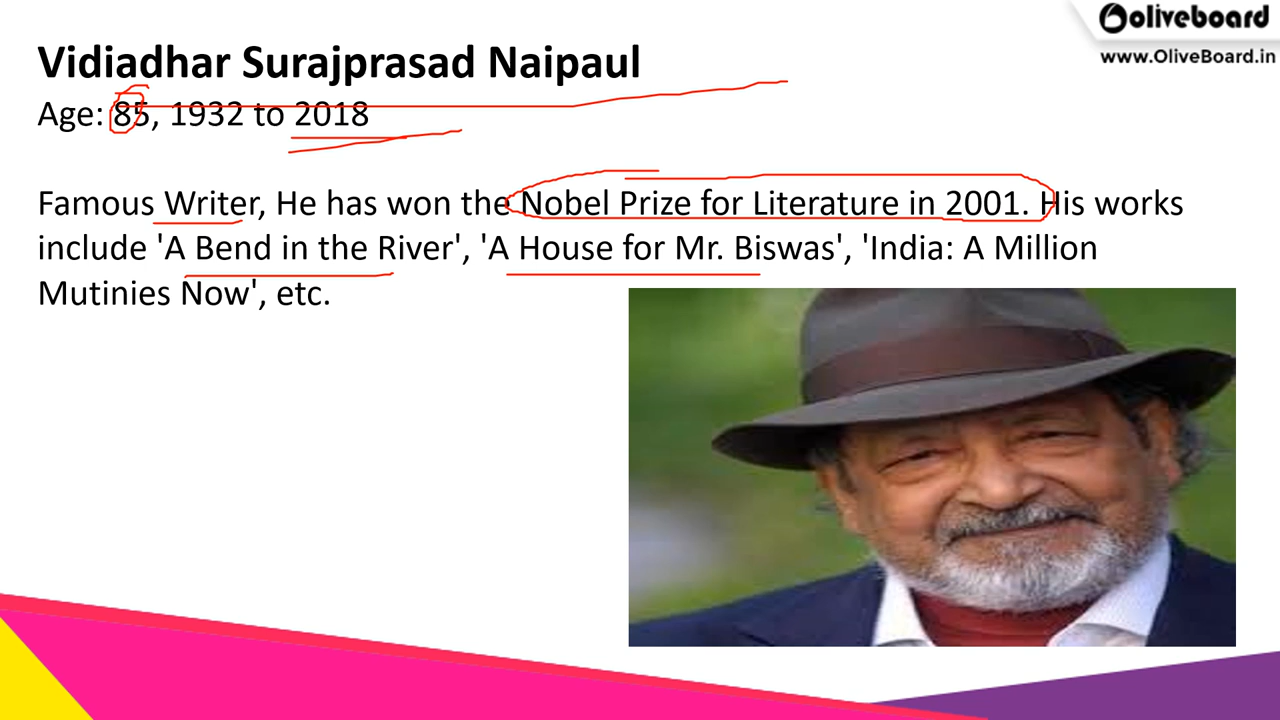 oliveboard
www.OliveBoard.in
Vidiadhar Surajprasad Naipaul
Age: 85, 1932 to 2018
Famous Writer, He has won the Nobel Prize for Literature in 2001. His works
include 'A Bend in the River', 'A House for Mr. Biswas', 'India: A Million
Mutinies Now', etc.